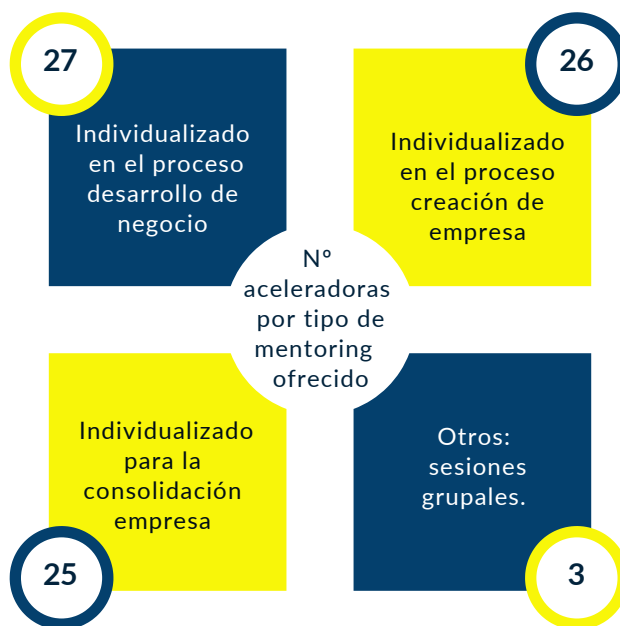 27
Individualizado
en el proceso
desarrollo de
negocio
26
Individualizado
en el proceso
creación de
empresa
Nº
aceleradoras
por tipo de
mentoring
ofrecido
Individualizado
para la
consolidación
empresa
25
Otros:
sesiones
grupales.
3